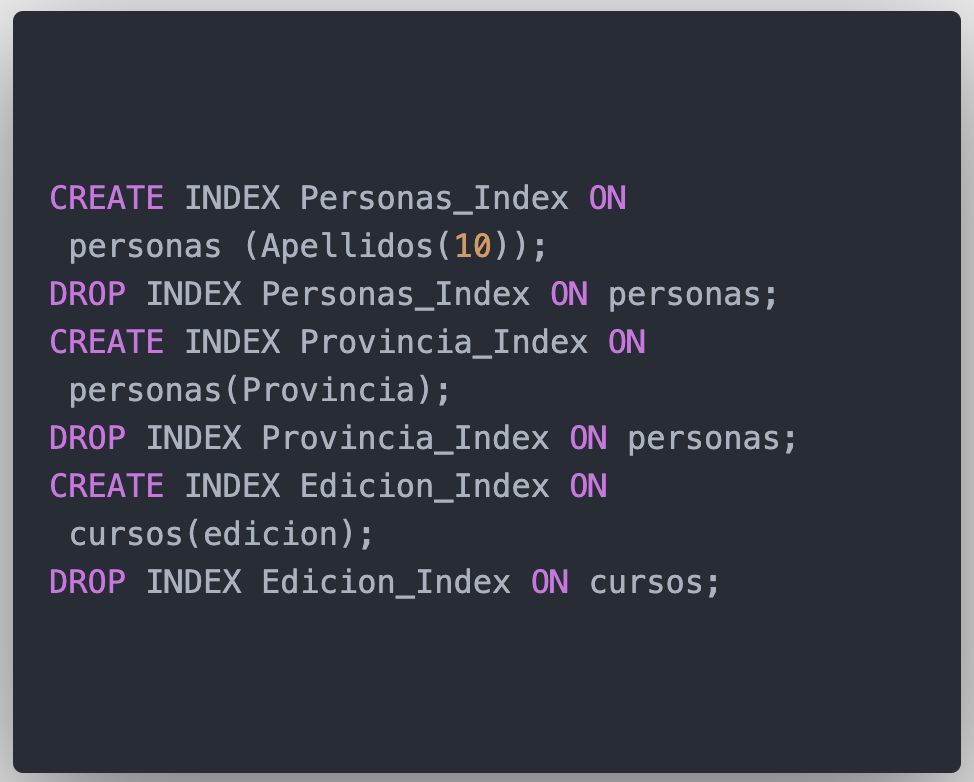 CREATE INDEX Personas_Index ON
personas (Apellidos(10));
DROP INDEX Personas_Index ON personas;
CREATE INDEX Provincia_Index ON
personas(Provincia);
DROP INDEX Provincia_Index ON personas;
CREATE INDEX Edicion_Index ON
cursos(edicion);
DROP INDEX Edicion_Index ON cursos;